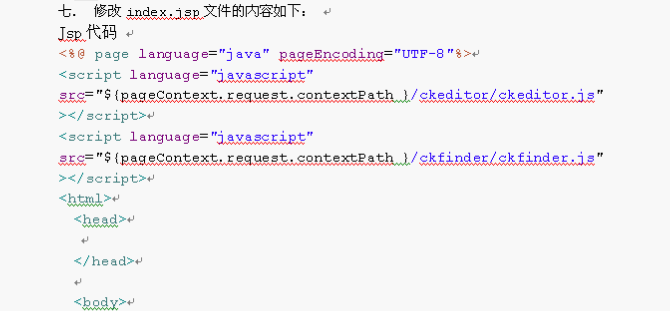 七. 修改 index.jsp 文件的内容如下：
Jsp 代码
<%@ page language="java" pageEncoding="UTF-8"%>
<script language="javascript"
src="${pageContext.request.contextPath }/ckeditor/ckeditor.js"
></script>
<script language="javascript"
src="${pageContext.request.contextPath }/ckfinder/ckfinder.js"
></script>
<html>
<head>
</head>
<body>